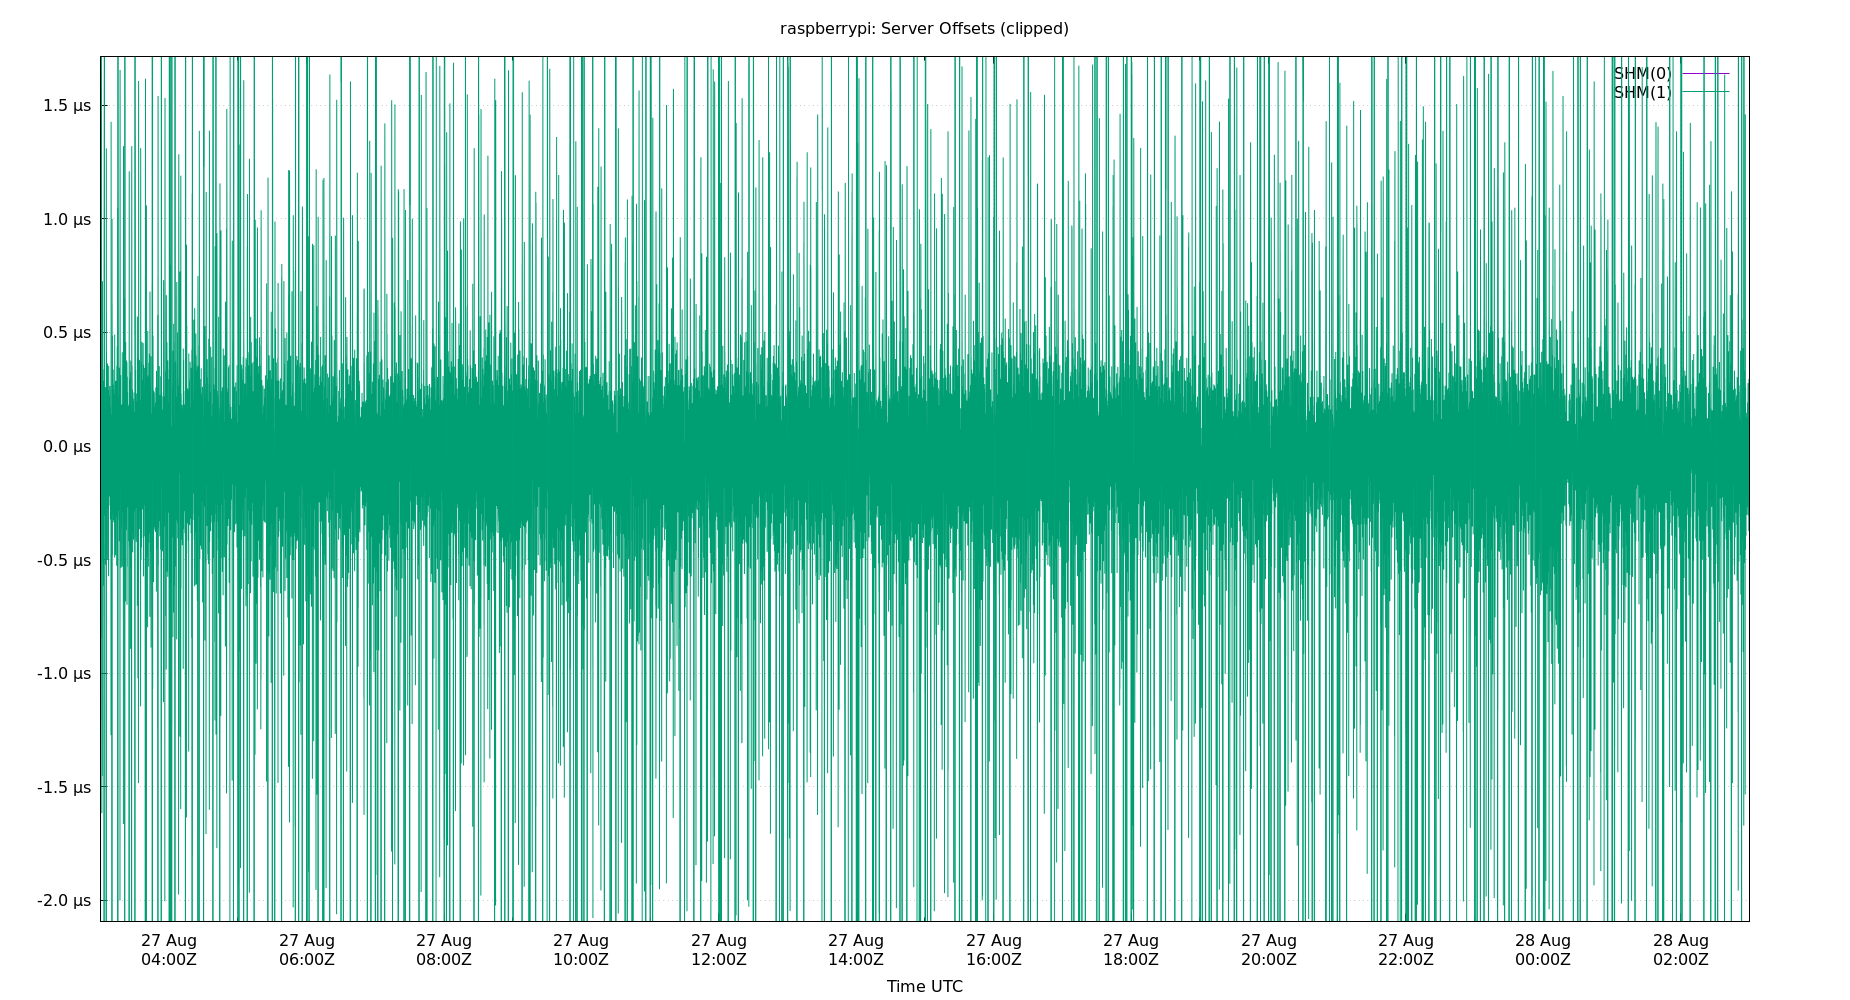 raspberrypi: Server Offsets (clipped)
SHM(0)
SHM(1)
1.5 µs
1.0 µs
0.5 µs
0.0 µs
-0.5 µs
-1.0 µs
-1.5 µs
-2.0 µs
27 Aug 27 Aug 27 Aug 27 Aug 27 Aug 27 Aug 27 Aug 27 Aug 27 Aug 27 Aug 28 Aug 28 Aug
04:00Z 06:00Z 08:00Z 10:00Z 12:00Z 14:00Z 16:00Z 18:00Z 20:00Z 22:00Z 00:00Z 02:00Z
Time UTC